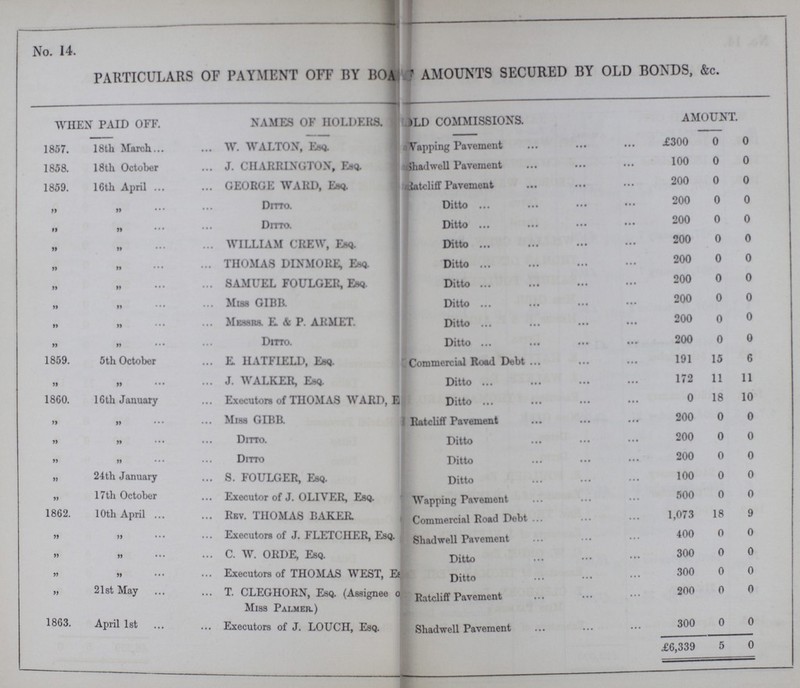 No. 14.
PARTICULARS OF PAYMENT OFF BY BOA AMOUNTS SECURED BY OLD BONDS, &c.
WHEN PAID OFF. NAMES OF HOLDERS. OLD COMMISSIONS. AMOUNT.
1857. 18th March ... ... W. WALTON, Esq. Wapping Pavement ... ... ... £300 0 0
1858. 18th October ... J. CHARRINGTON, Esq. Shadwell Pavement ... ... ... 100 0 0
1859. 16th April ... ... GEORGE WARD, Esq. Ratcliff Pavement ... ... ... 200 0 0
„ „ ... ... Ditto. Ditto ... ... ... ... 200 0 0
„ „ ... ... Ditto. Ditto ... ... ... ... 200 0 0
„ „ ... ... WILLIAM CREW, Esq. Ditto ... ... ... ... 200 0 0
„ „ ... ... THOMAS DINMORE, Esq. Ditto ... ... ... ... 200 0 0
„ „ ... ... SAMUEL FOULGER, Esq. Ditto ... ... ... ... 200 0 0
„ „ ... ... Miss GIBB. Ditto ... ... ... ... 200 0 0
„ „ ... ... Messrs. E. & P. ARMET. Ditto ... ... ... ... 200 0 0
„ „ ... ... Ditto. Ditto ... ... ... ... 200 0 0
1859. 5th October ... E. HATFIELD, Esq. Commercial Road Debt ... ... ... 191 15 6
„ „ ... ... J. WALKER, Esq. Ditto ... ... ... ... 172 11 11
1860. 16th January ... Executors of THOMAS WARD, E Ditto ... ... ... ... 0 18 10
„ „ ... ... Miss GIBB. Ratcliff Pavement ... ... ... 200 0 0
„ „ ... ... Ditto. Ditto ... ... ... 200 0 0
„ „ ... ... Ditto Ditto ... ... ... 200 0 0
„ 24th January ... S. FOULGER, Esq. Ditto ... ... ... 100 0 0
„ 17th October ... Executor of J. OLIVER, Esq. Wapping Pavement ... ... ... 500 0 0
1862. 10th April ... ... Rev. THOMAS BAKER. Commercial Road Debt ... ... ... 1,073 18 9
„ „ ... ... Executors of J. FLETCHER, Esq. Shadwell Pavement ... ... ... 400 0 0
„ „ ... ... C. W. ORDE, Esq. Ditto ... ... ... 300 0 0
„ „ ... ... Executors of THOMAS WEST, Es Ditto ... ... ... 300 0 0
„ 21st May ... ... T. CLEGHORN, Esq. (Assignee o Ratcliff Pavement ... ... ... 200 0 0
Miss Palmer.)
1863. April 1st ... ... Executors of J. LOUCH, Esq. Shadwell Pavement ... ... ... 300 0 0
£6,339 5 0